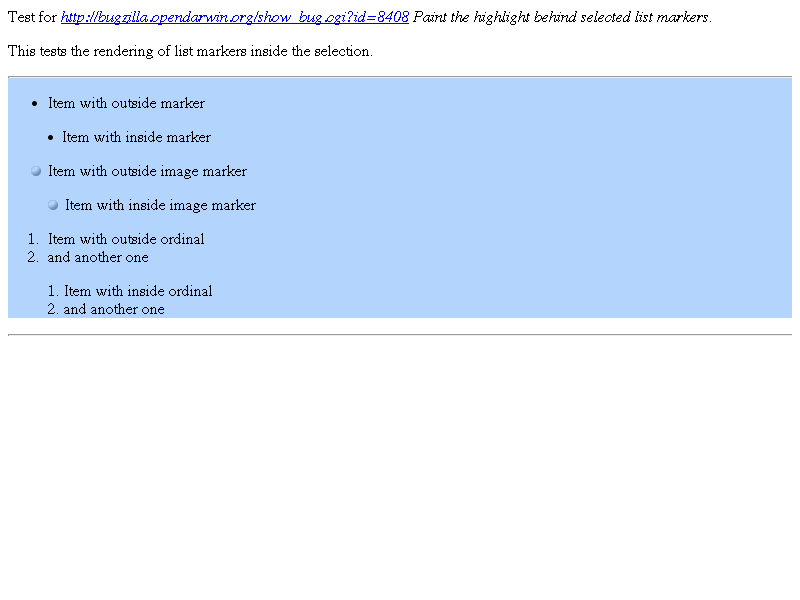 Test for http://bugzilla.opendarwin.org/show_bug.cgi?id=8408 Paint the highlight behind selected list markers.
This tests the rendering of list markers inside the selection.
• Item with outside marker
• Item with inside marker
Item with outside image marker
Item with inside image marker
1. Item with outside ordinal
2. and another one
1. Item with inside ordinal
2. and another one